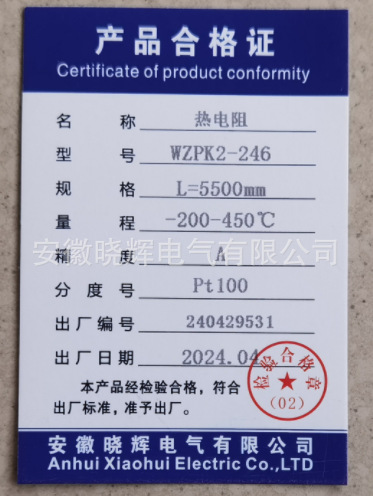 产品合格证
Certificate of product conformity
名称 热电阻
型号 WZPK2-246
规格 L=5500mm
量程 -200-450℃
安徽晓辉电气有限公司
精度 A
分度号 Pt100
出厂编号 240429531
出厂日期 2024.04
检验合格章
(02)
本产品经检验合格，符合
出厂标准，准予出厂。
安徽晓辉电气有限公司
Anhui Xiaohui Electric Co.,LTD